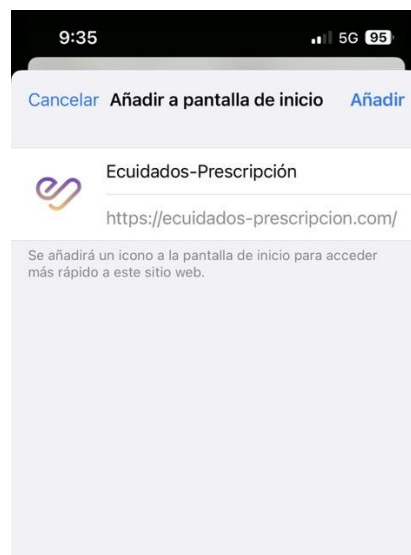 9:35 5G 95
Cancelar Añadir a pantalla de inicio Añadir
Ecuidados-Prescripción
https://ecuidados-prescripcion.com/
Se añadirá un icono a la pantalla de inicio para acceder
más rápido a este sitio web.